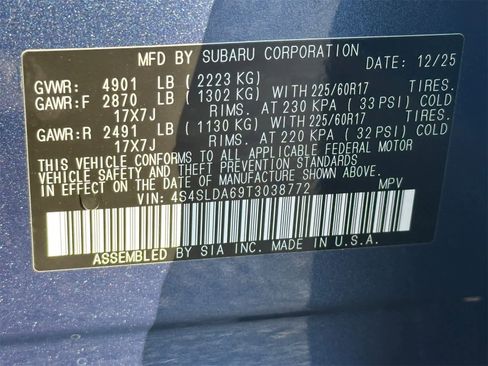 MFD BY SUBARU CORPORATION DATE: 12/25
GVWR: 4901 LB (2223 KG)
GAWR:F 2870 LB (1302 KG) WITH 225/60R17 TIRES.
17X7J RIMS. AT 230 KPA (33 PSI) COLD
GAWR:R 2491 LB (1130 KG) WITH 225/60R17 TIRES.
17X7J RIMS. AT 220 KPA (32 PSI) COLD
THIS VEHICLE CONFORMS TO ALL APPLICABLE FEDERAL MOTOR
VEHICLE SAFETY AND THEFT PREVENTION STANDARDS
IN EFFECT ON THE DATE OF MANUFACTURE SHOWN ABOVE.
VIN: 4S4SLDA69T3038772 MPV
ASSEMBLED BY SIA INC. MADE IN U.S.A.